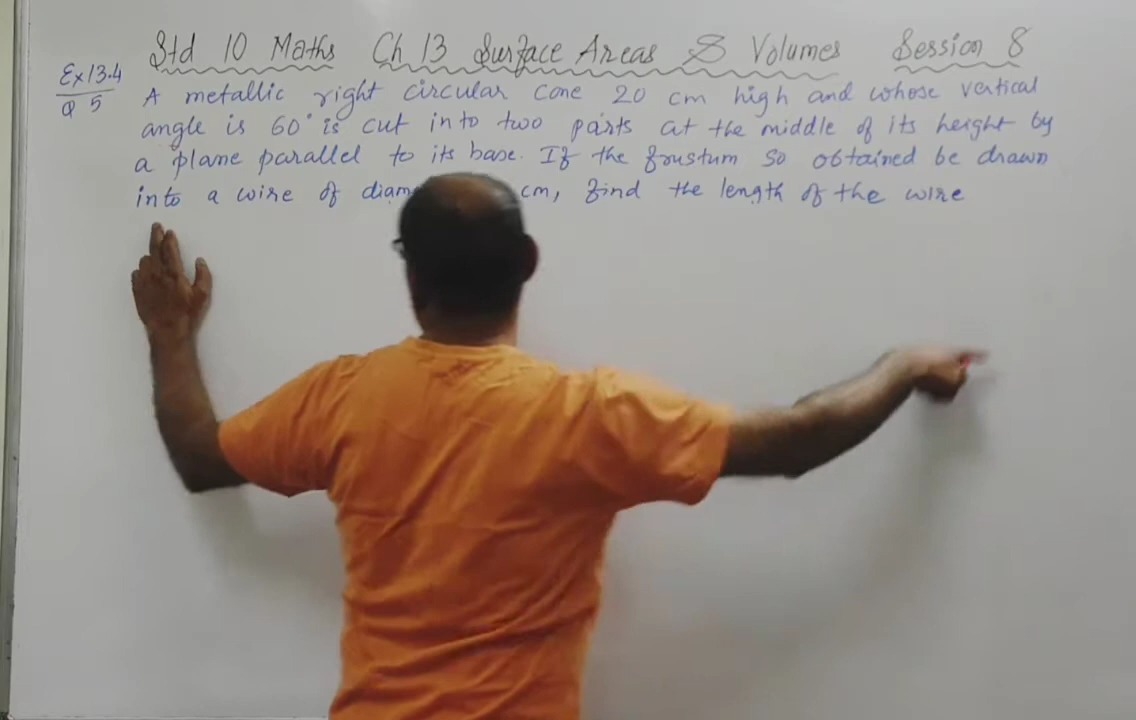 Std 10 Maths Ch 13 Surface Areas & Volumes Session 8
Ex 13.4
Q 5
A metallic right circular cone 20 cm high and whose vertical
angle is 60° is cut into two parts at the middle of its height by
a plane parallel to its base. If the frustum so obtained be drawn
into a wire of diam cm, find the length of the wire